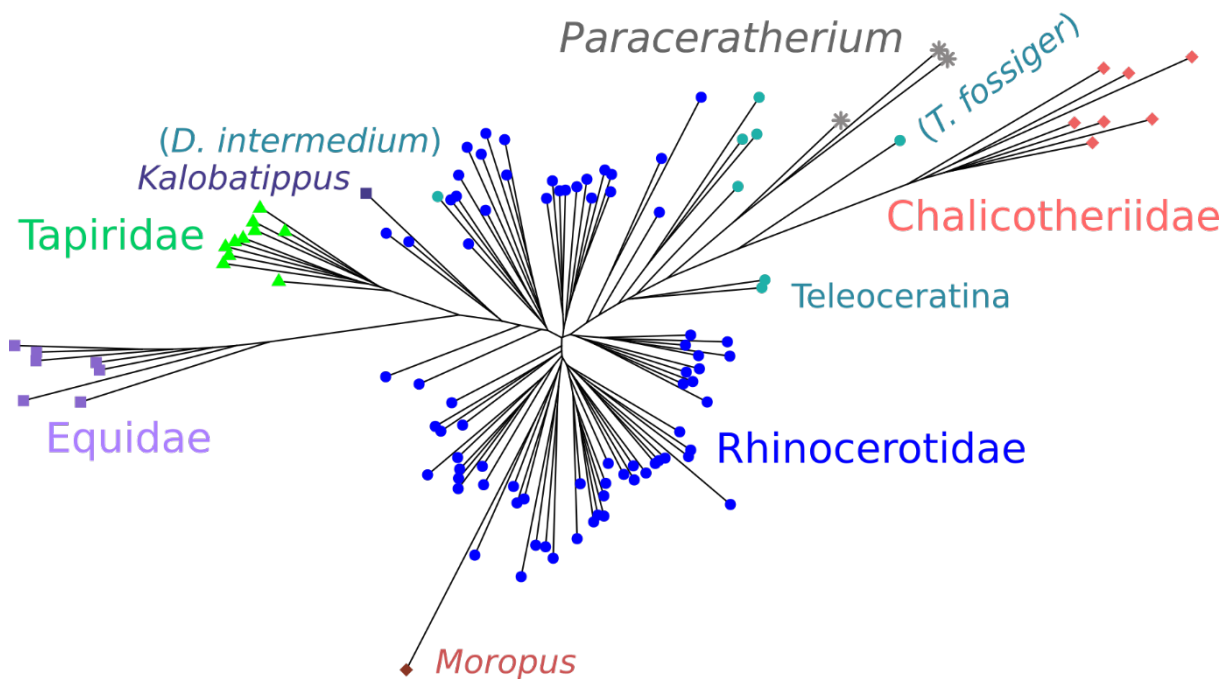 Paraceratherium
(T. fossiger)
(D. intermedium)
Kalobatippus
Tapiridae
Chalicotheriidae
Teleoceratina
Equidae
Rhinocerotidae
Moropus